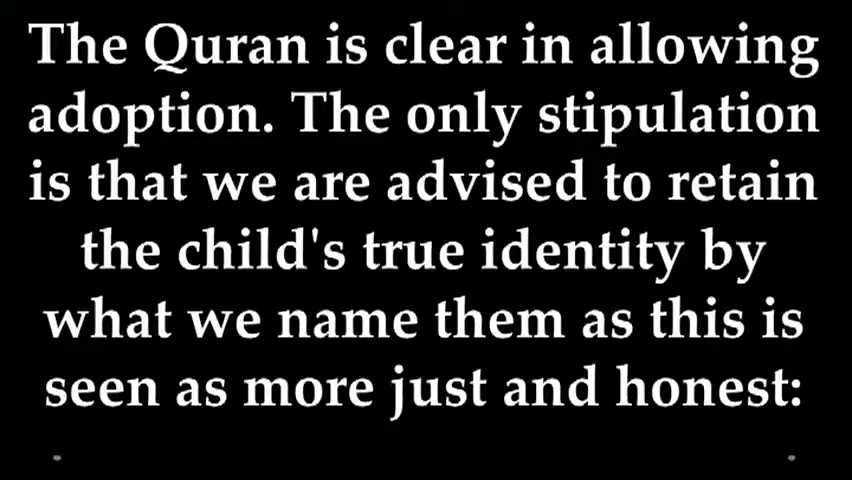 The Quran is clear in allowing
adoption. The only stipulation
is that we are advised to retain
the child's true identity by
what we name them as this is
seen as more just and honest: